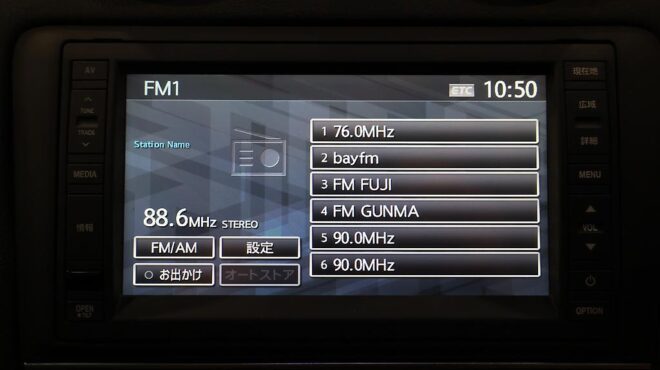 AV
TUNE
TRACK
MEDIA
情報
OPEN
TILT
FM1
ETC 10:50
Station Name
88.6MHz STEREO
FM/AM 設定
お出かけ オートストア
1 76.0MHz
2 bayfm
3 FM FUJI
4 FM GUNMA
5 90.0MHz
6 90.0MHz
現在地
広域
詳細
MENU
VOL
OPTION